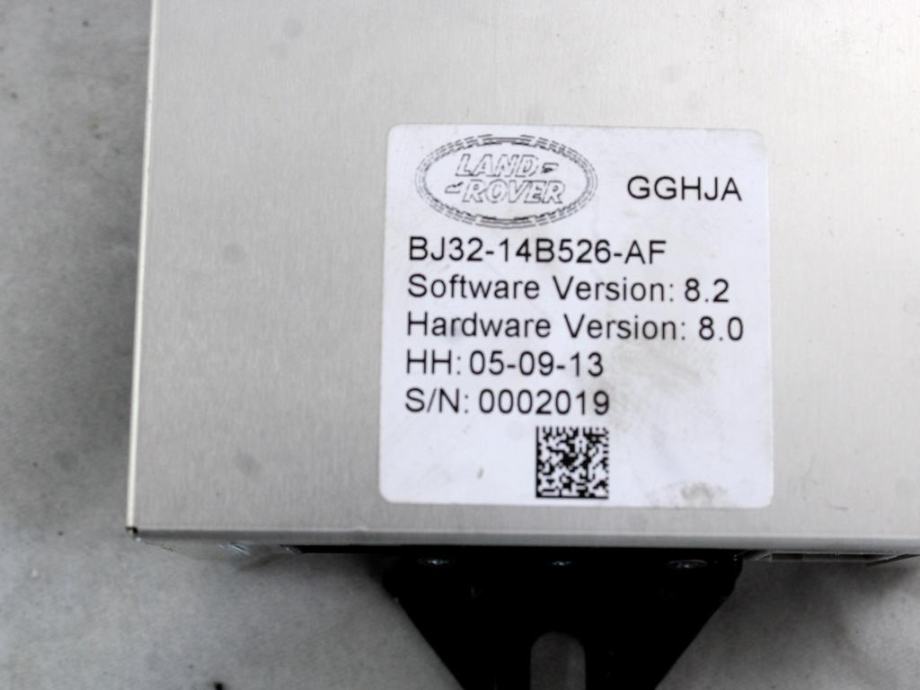 LAND-
-ROVER
GGHJA
BJ32-14B526-AF
Software Version: 8.2
Hardware Version: 8.0
HH: 05-09-13
S/N: 0002019